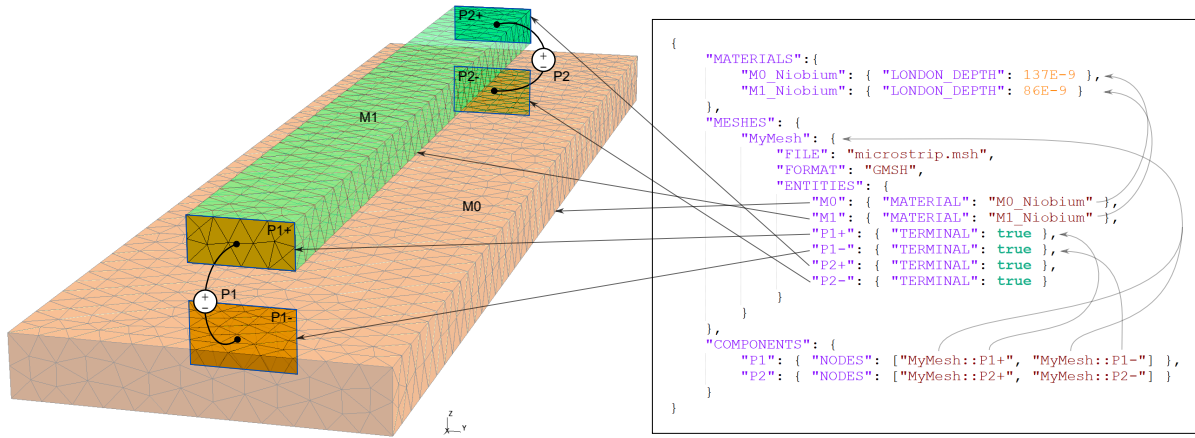 P2+
+
−
P2
P2-
M1
M0
P1+
+
−
P1
P1-
Z
X
Y
{
"MATERIALS":{
"M0_Niobium": { "LONDON_DEPTH": 137E-9 },
"M1_Niobium": { "LONDON_DEPTH": 86E-9 }
},
"MESHES": {
"MyMesh": {
"FILE": "microstrip.msh",
"FORMAT": "GMSH",
"ENTITIES": {
"M0": { "MATERIAL": "M0_Niobium" },
"M1": { "MATERIAL": "M1_Niobium" },
"P1+": { "TERMINAL": true },
"P1-": { "TERMINAL": true },
"P2+": { "TERMINAL": true },
"P2-": { "TERMINAL": true }
}
}
},
"COMPONENTS": {
"P1": { "NODES": ["MyMesh::P1+", "MyMesh::P1-"] },
"P2": { "NODES": ["MyMesh::P2+", "MyMesh::P2-"] }
}
}